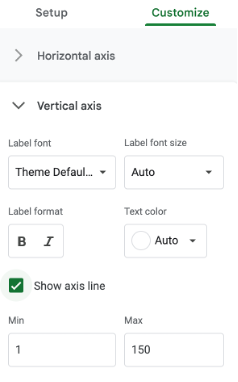 Setup Customize
Horizontal axis
Vertical axis
Label font Label font size
Theme Defaul... Auto
Label format Text color
B I Auto
Show axis line
Min Max
1 150